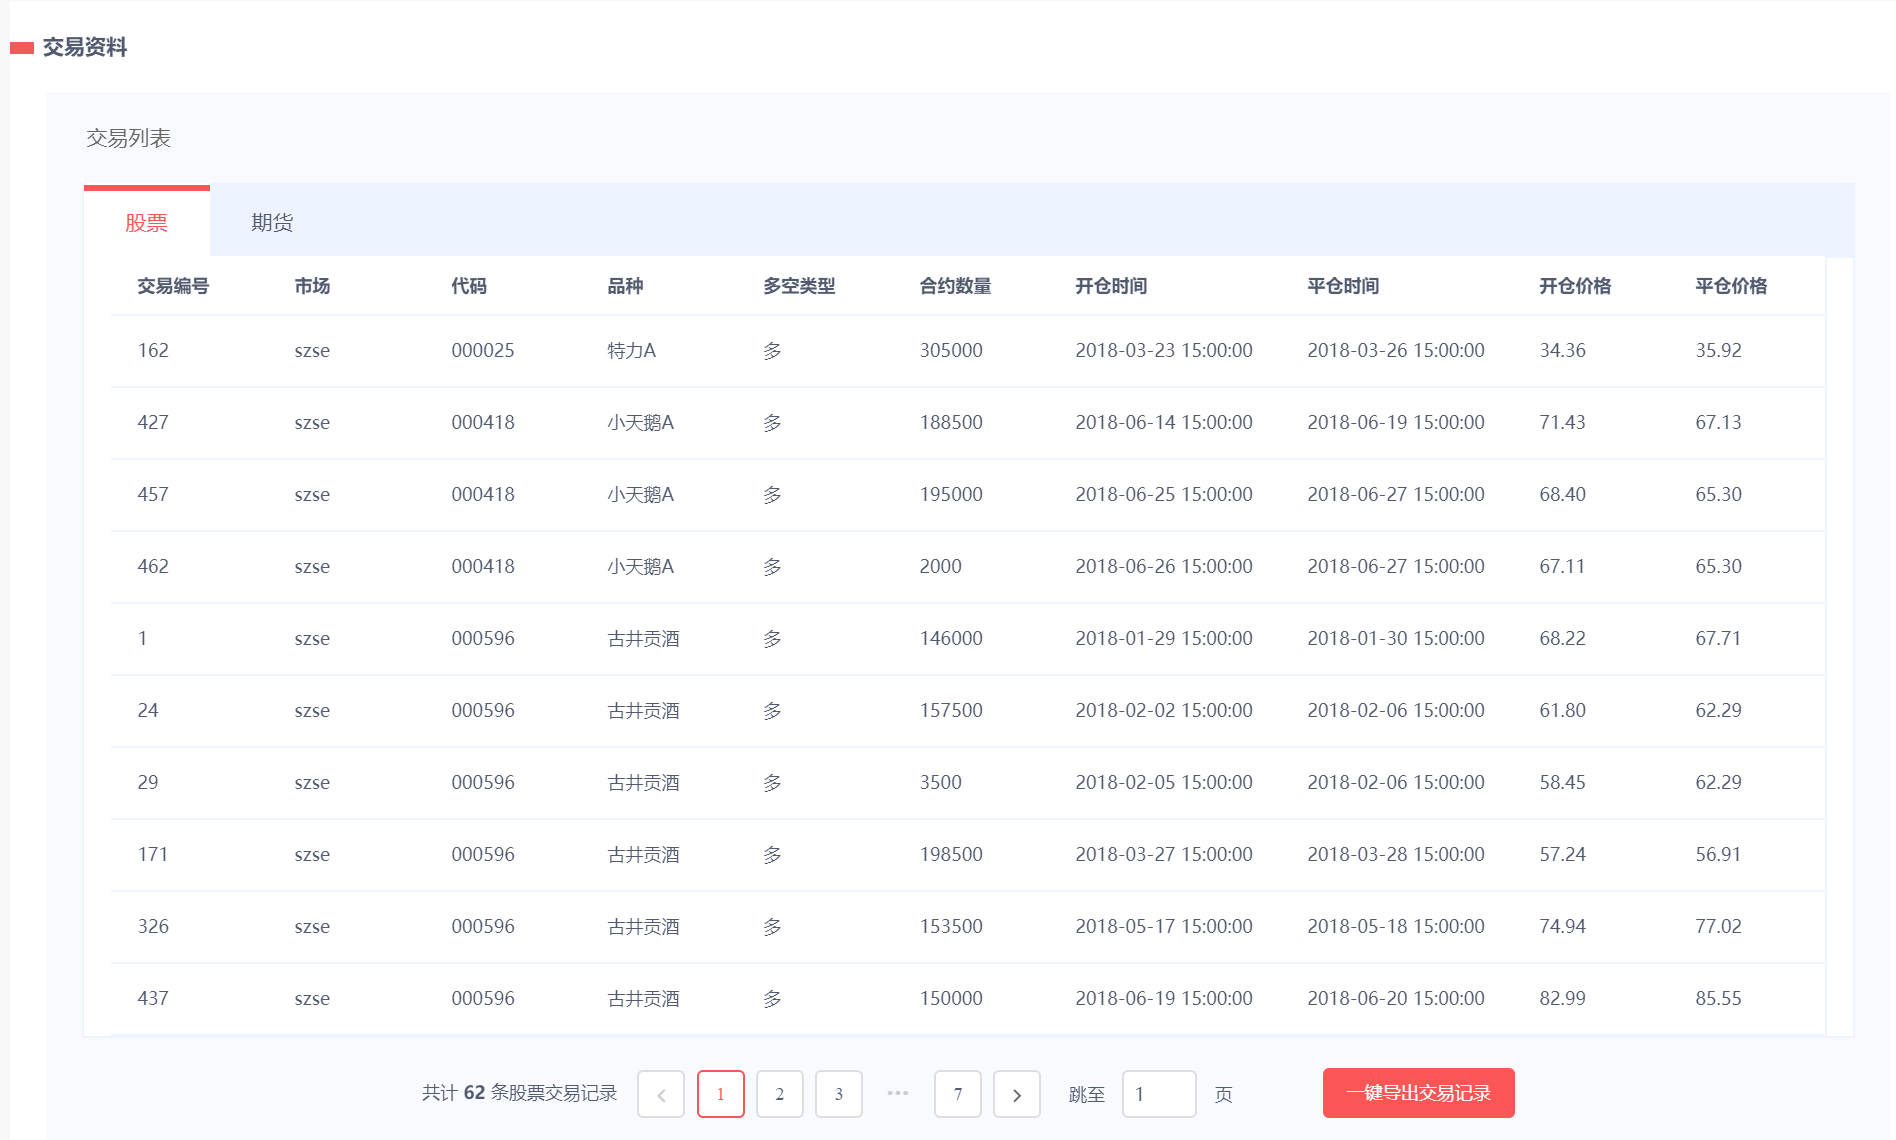 交易资料
交易列表
股票 期货
交易编号 市场 代码 品种 多空类型 合约数量 开仓时间 平仓时间 开仓价格 平仓价格
162 szse 000025 特力A 多 305000 2018-03-23 15:00:00 2018-03-26 15:00:00 34.36 35.92
427 szse 000418 小天鹅A 多 188500 2018-06-14 15:00:00 2018-06-19 15:00:00 71.43 67.13
457 szse 000418 小天鹅A 多 195000 2018-06-25 15:00:00 2018-06-27 15:00:00 68.40 65.30
462 szse 000418 小天鹅A 多 2000 2018-06-26 15:00:00 2018-06-27 15:00:00 67.11 65.30
1 szse 000596 古井贡酒 多 146000 2018-01-29 15:00:00 2018-01-30 15:00:00 68.22 67.71
24 szse 000596 古井贡酒 多 157500 2018-02-02 15:00:00 2018-02-06 15:00:00 61.80 62.29
29 szse 000596 古井贡酒 多 3500 2018-02-05 15:00:00 2018-02-06 15:00:00 58.45 62.29
171 szse 000596 古井贡酒 多 198500 2018-03-27 15:00:00 2018-03-28 15:00:00 57.24 56.91
326 szse 000596 古井贡酒 多 153500 2018-05-17 15:00:00 2018-05-18 15:00:00 74.94 77.02
437 szse 000596 古井贡酒 多 150000 2018-06-19 15:00:00 2018-06-20 15:00:00 82.99 85.55
共计 62 条股票交易记录 < 1 2 3 ••• 7 > 跳至 1 页 一键导出交易记录